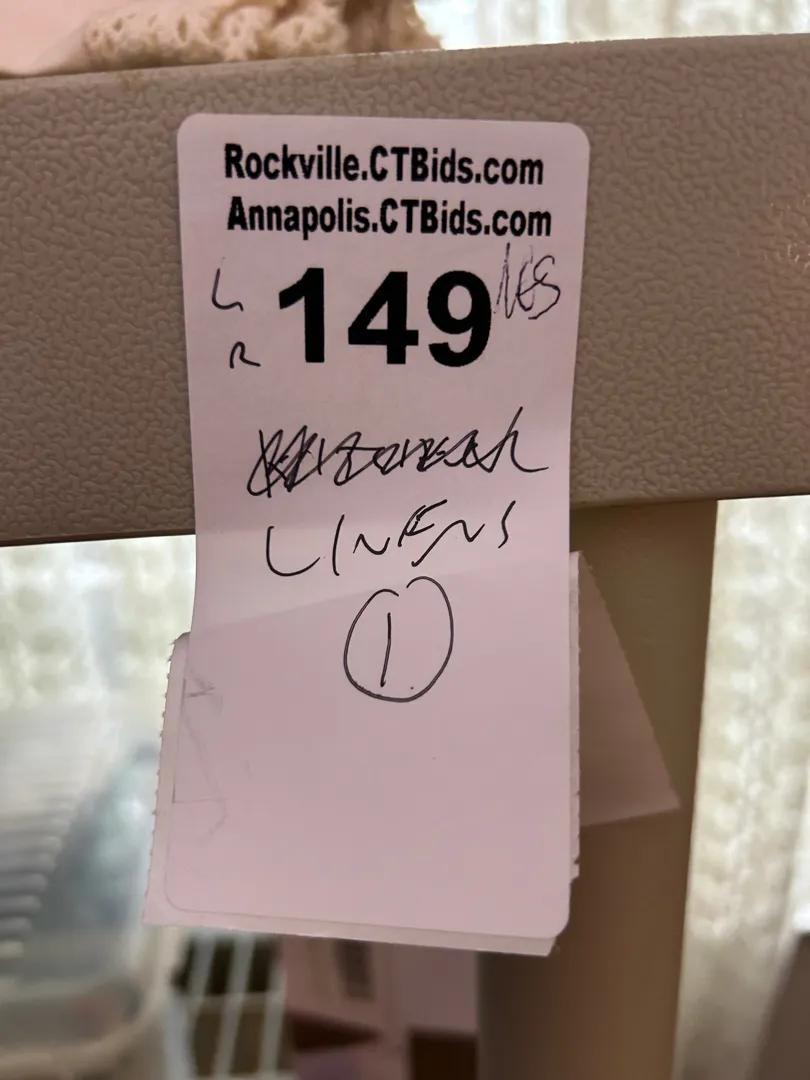 Rockville.CTBids.com
Annapolis.CTBids.com
L
R
149
LINENS
1